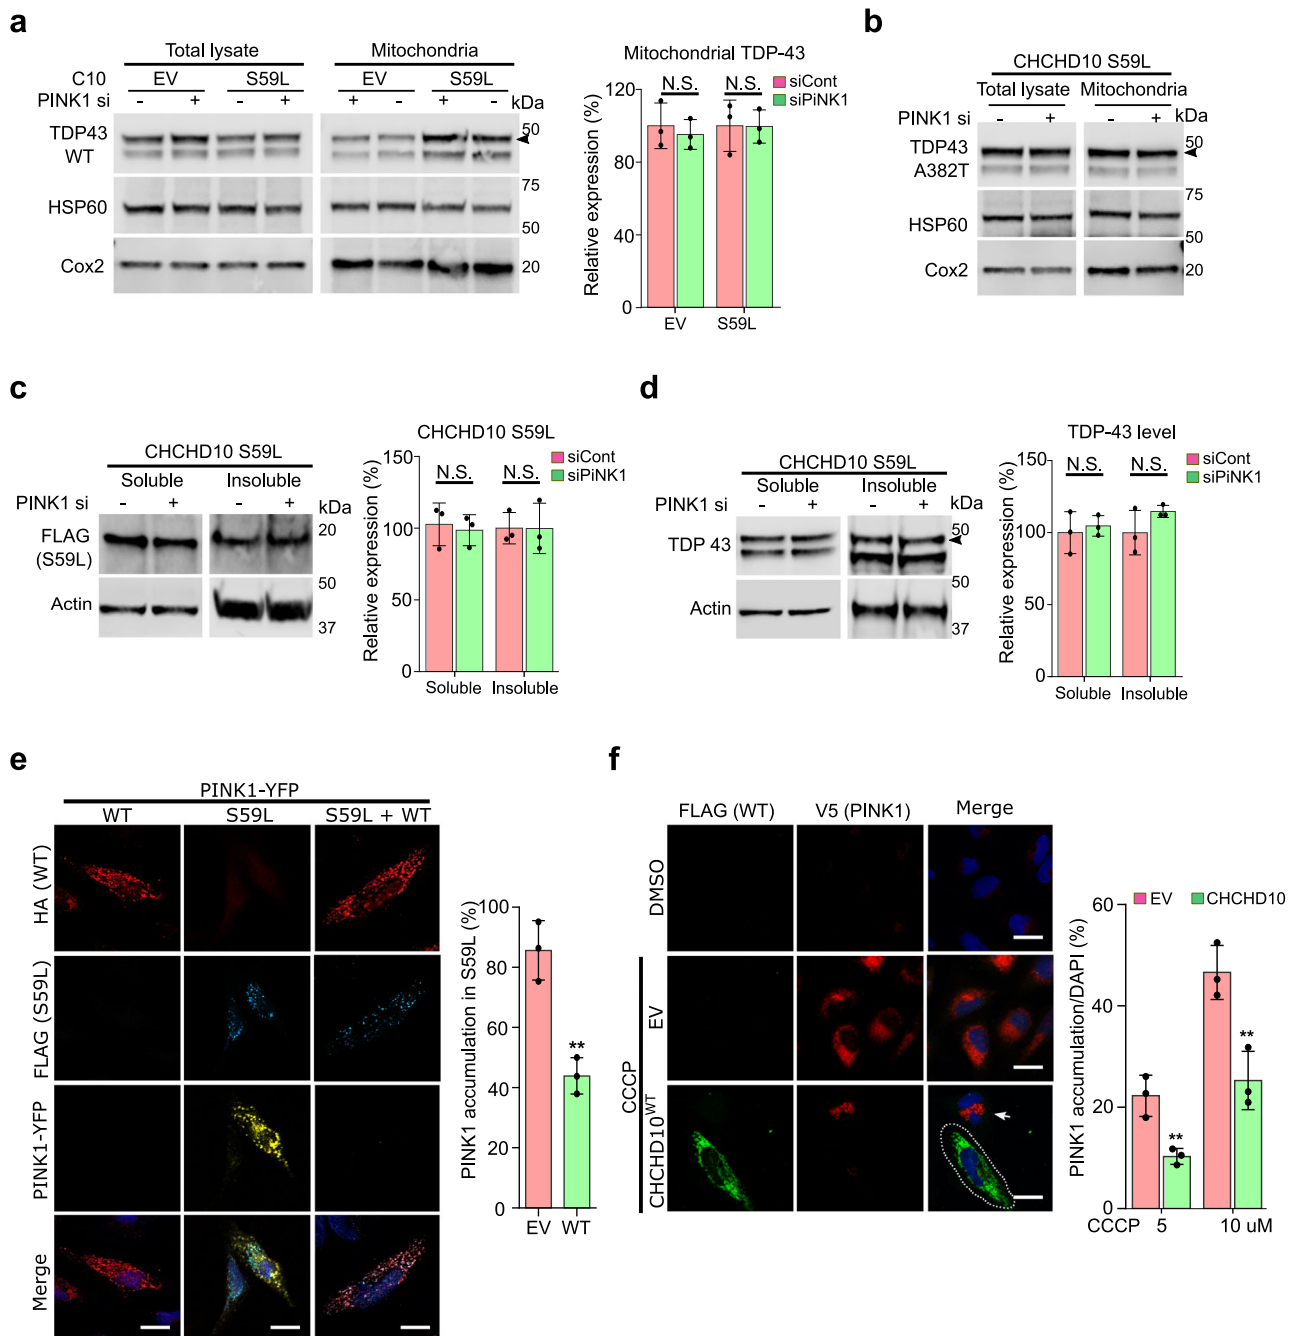 a
Total lysate
Mitochondria
C10
EV
S59L
EV
S59L
PINK1 si
-
+
-
+
+
-
+
-
kDa
TDP43
WT
50
75
HSP60
50
Cox2
20
Mitochondrial TDP-43
Relative expression (%)
120
80
40
0
N.S.
N.S.
siCont
siPiNK1
EV
S59L
b
CHCHD10 S59L
Total lysate
Mitochondria
PINK1 si
-
+
-
+
kDa
TDP43
A382T
50
75
HSP60
50
Cox2
20
c
CHCHD10 S59L
Soluble
Insoluble
PINK1 si
-
+
-
+
kDa
FLAG
(S59L)
20
50
Actin
37
CHCHD10 S59L
Relative expression (%)
150
100
50
0
N.S.
N.S.
siCont
siPiNK1
Soluble
Insoluble
d
CHCHD10 S59L
Soluble
Insoluble
PINK1 si
-
+
-
+
kDa
TDP 43
50
50
Actin
37
TDP-43 level
Relative expression (%)
150
100
50
0
N.S.
N.S.
siCont
siPiNK1
Soluble
Insoluble
e
PINK1-YFP
WT
S59L
S59L + WT
HA (WT)
FLAG (S59L)
PINK1-YFP
Merge
PINK1 accumulation in S59L (%)
100
80
60
40
20
0
**
EV
WT
f
FLAG (WT)
V5 (PINK1)
Merge
DMSO
CCCP
EV
CHCHD10WT
EV
CHCHD10
PINK1 accumulation/DAPI (%)
60
40
20
0
**
**
CCCP
5
10 uM